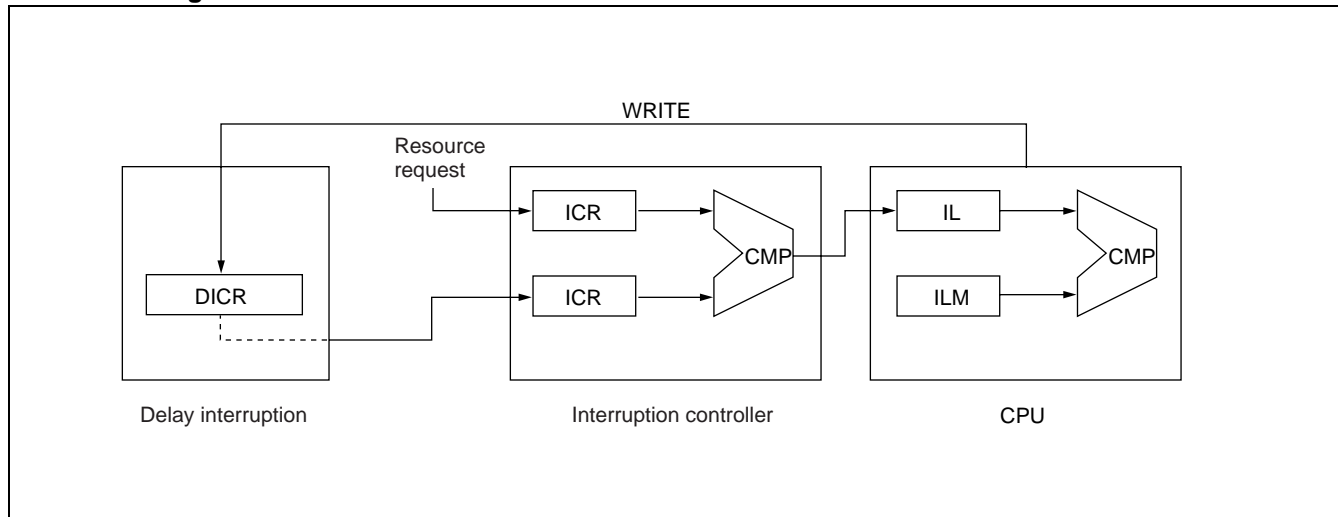 WRITE
Resource
request
ICR
IL
CMP
CMP
DICR
ICR
ILM
Delay interruption
Interruption controller
CPU